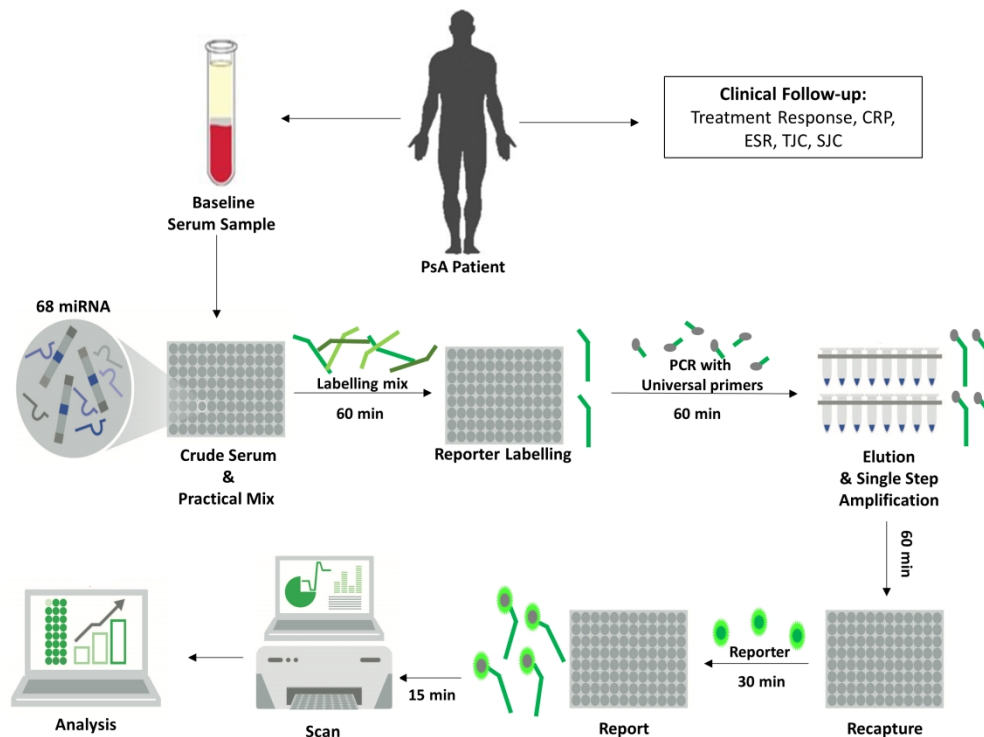 Clinical Follow-up:
Treatment Response, CRP,
ESR, TJC, SJC
Baseline
Serum Sample
PsA Patient
68 miRNA
Labelling mix
60 min
PCR with
Universal primers
60 min
Crude Serum
&
Practical Mix
Reporter Labelling
Elution
& Single Step
Amplification
60 min
Reporter
30 min
15 min
Analysis
Scan
Report
Recapture